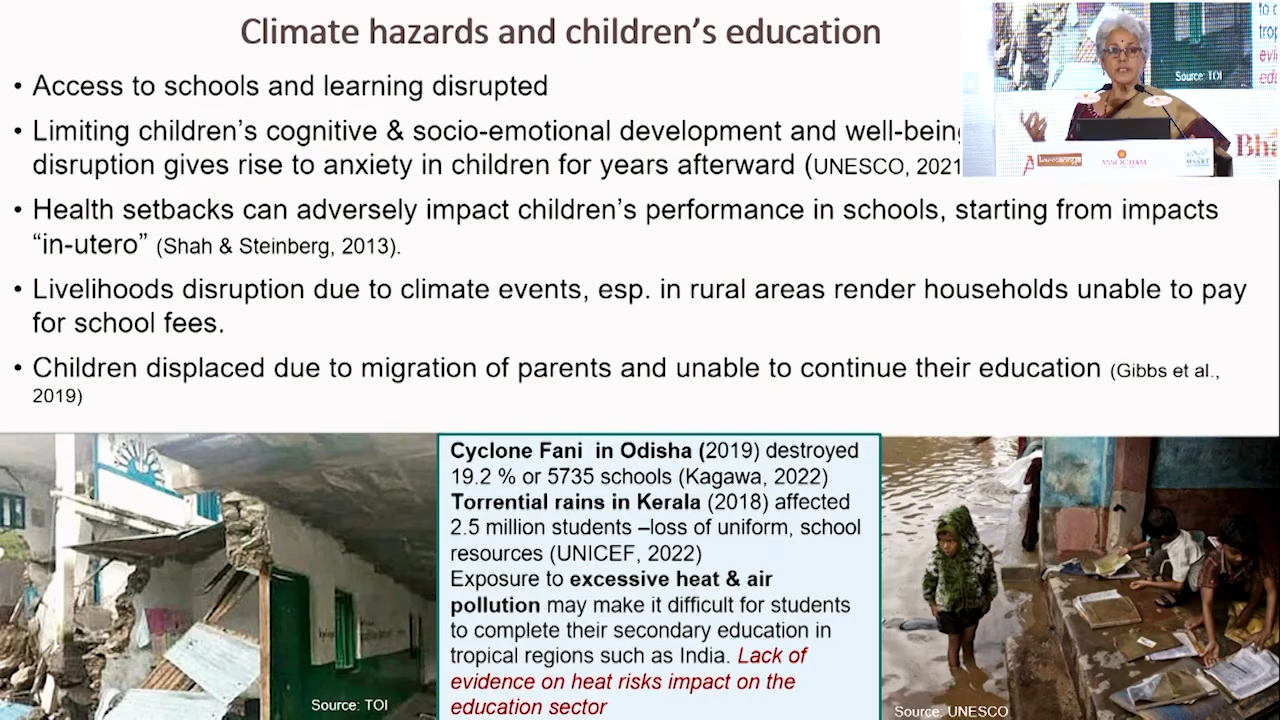 Climate hazards and children's education
• Access to schools and learning disrupted
• Limiting children's cognitive & socio-emotional development and well-being
disruption gives rise to anxiety in children for years afterward (UNESCO, 2021
• Health setbacks can adversely impact children's performance in schools, starting from impacts
"in-utero" (Shah & Steinberg, 2013).
• Livelihoods disruption due to climate events, esp. in rural areas render households unable to pay
for school fees.
• Children displaced due to migration of parents and unable to continue their education (Gibbs et al.,
2019)
Source: TOI
ASSOCHAM
Bha
Cyclone Fani in Odisha (2019) destroyed
19.2 % or 5735 schools (Kagawa, 2022)
Torrential rains in Kerala (2018) affected
2.5 million students –loss of uniform, school
resources (UNICEF, 2022)
Exposure to excessive heat & air
pollution may make it difficult for students
to complete their secondary education in
tropical regions such as India. Lack of
evidence on heat risks impact on the
education sector
Source: TOI
Source: UNESCO